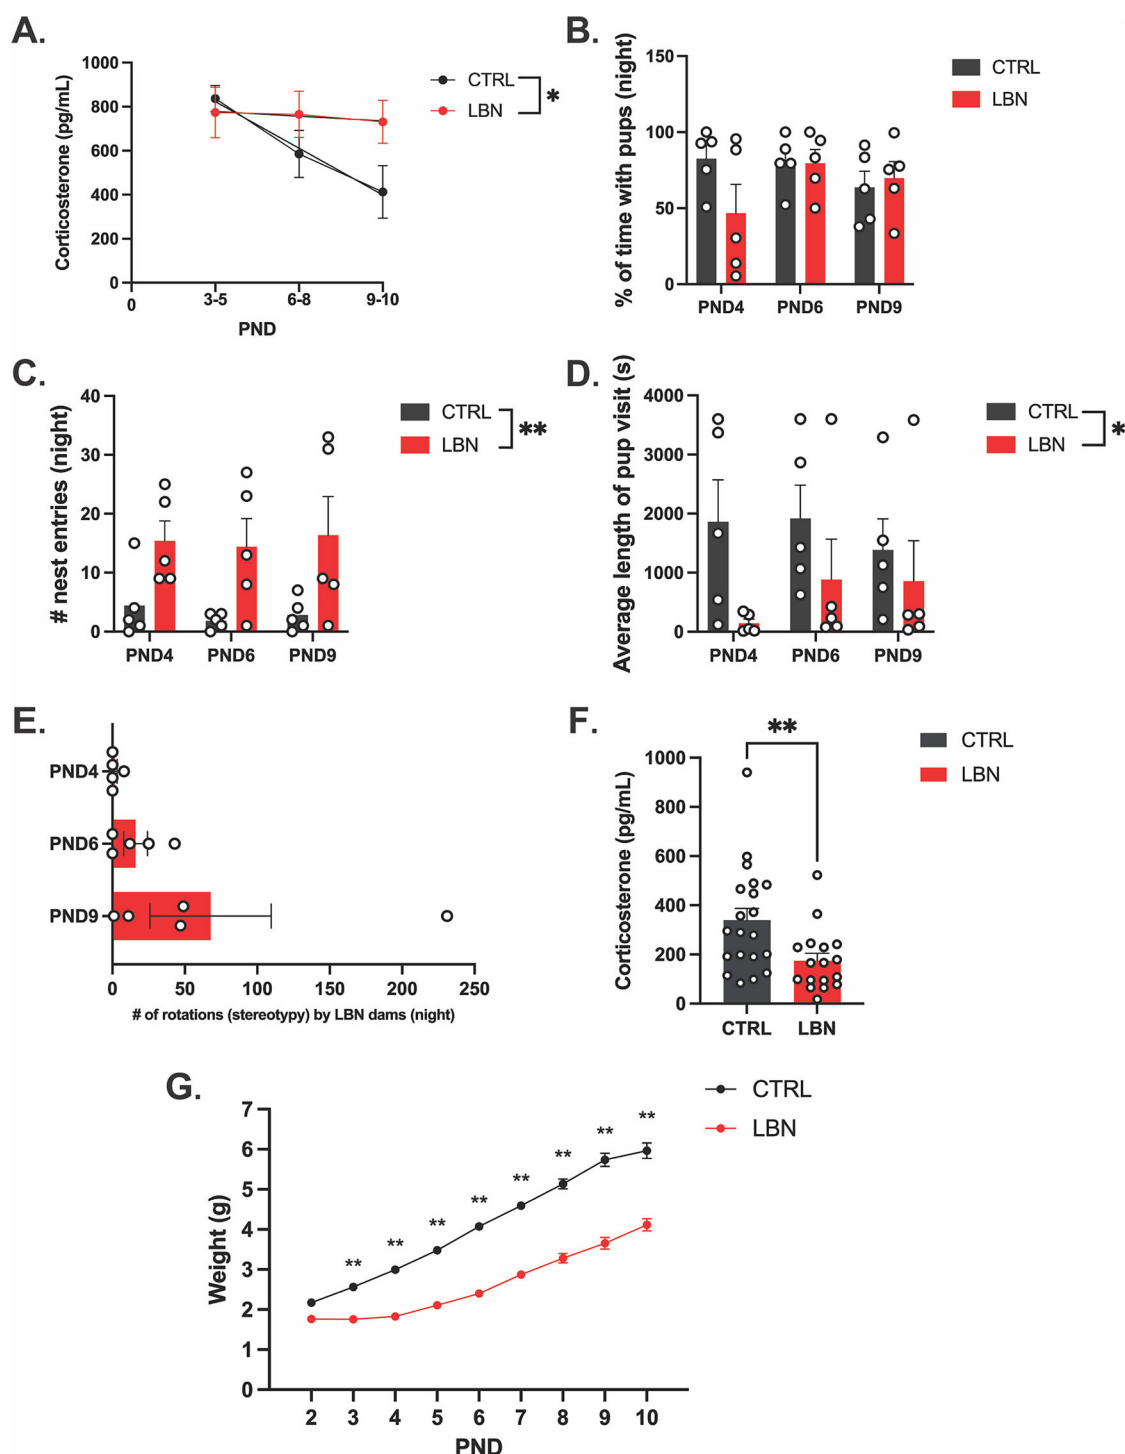 A.
Corticosterone (pg/mL)
1000
800
600
400
200
0
0
3-5
6-8
9-10
PND
CTRL
LBN
*
B.
% of time with pups (night)
150
100
50
0
PND4
PND6
PND9
CTRL
LBN
C.
# nest entries (night)
40
30
20
10
0
PND4
PND6
PND9
CTRL
LBN
**
D.
Average length of pup visit (s)
4000
3000
2000
1000
0
PND4
PND6
PND9
CTRL
LBN
*
E.
PND4
PND6
PND9
0
50
100
150
200
250
# of rotations (stereotypy) by LBN dams (night)
F.
Corticosterone (pg/mL)
1000
800
600
400
200
0
**
CTRL
LBN
CTRL
LBN
G.
Weight (g)
7
6
5
4
3
2
1
0
**
**
**
**
**
**
**
**
2
3
4
5
6
7
8
9
10
PND
CTRL
LBN